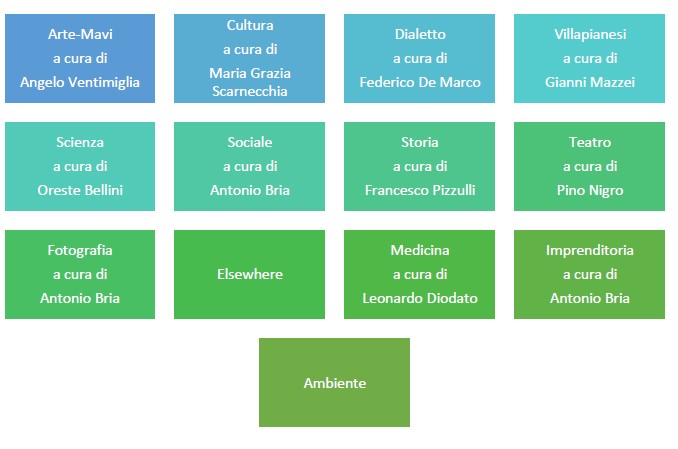 Arte-Mavi
a cura di
Angelo Ventimiglia
Cultura
a cura di
Maria Grazia
Scarnecchia
Dialetto
a cura di
Federico De Marco
Villapianesi
a cura di
Gianni Mazzei
Scienza
a cura di
Oreste Bellini
Sociale
a cura di
Antonio Bria
Storia
a cura di
Francesco Pizzulli
Teatro
a cura di
Pino Nigro
Fotografia
a cura di
Antonio Bria
Elsewhere
Medicina
a cura di
Leonardo Diodato
Imprenditoria
a cura di
Antonio Bria
Ambiente